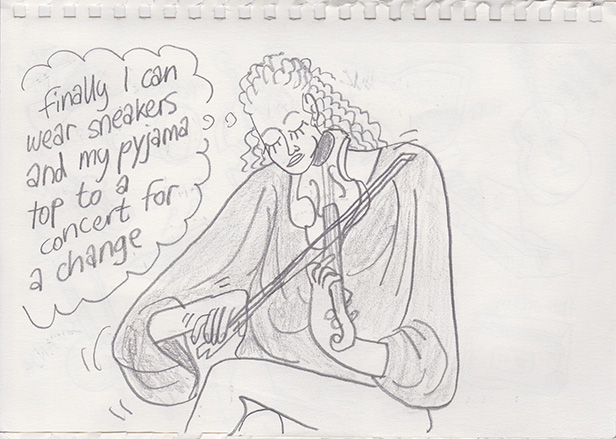 finally I can
wear sneakers
and my pyjama
top to a
concert for
a change